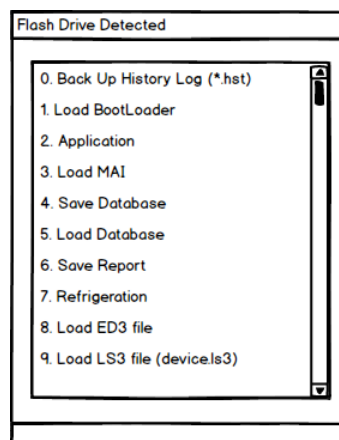 Flash Drive Detected
0. Back Up History Log (*.hst)
1. Load BootLoader
2. Application
3. Load MAI
4. Save Database
5. Load Database
6. Save Report
7. Refrigeration
8. Load ED3 file
9. Load LS3 file (device.ls3)